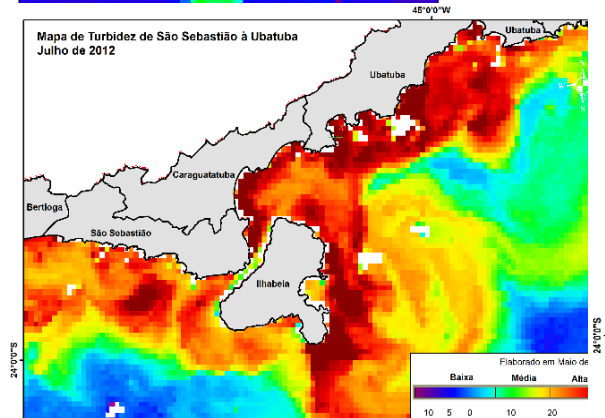 45°0'0"W
Mapa de Turbidez de São Sebastião à Ubatuba
Julho de 2012
Ubatuba
Ubatuba
Caraguatatuba
Bertioga
São Sebastião
Ilhabela
24°0'0"S
24°0'0"S
Elaborado em Maio de
Baixa Média Alta
10 5 0 10 20